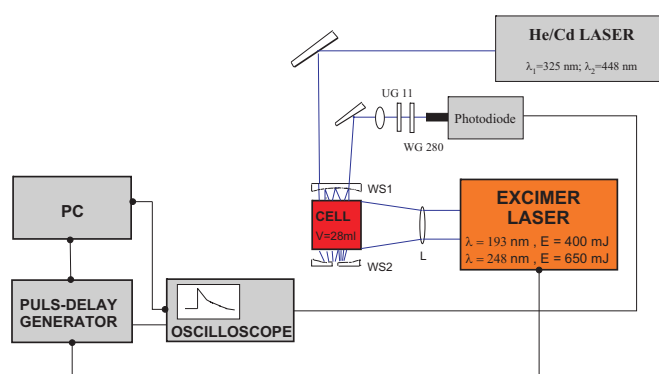 He/Cd LASER
λ1=325 nm; λ2=448 nm
UG 11
WG 280
Photodiode
WS1
CELL
V=28ml
WS2
L
EXCIMER
LASER
λ = 193 nm , E = 400 mJ
λ = 248 nm , E = 650 mJ
PC
PULS-DELAY
GENERATOR
OSCILLOSCOPE